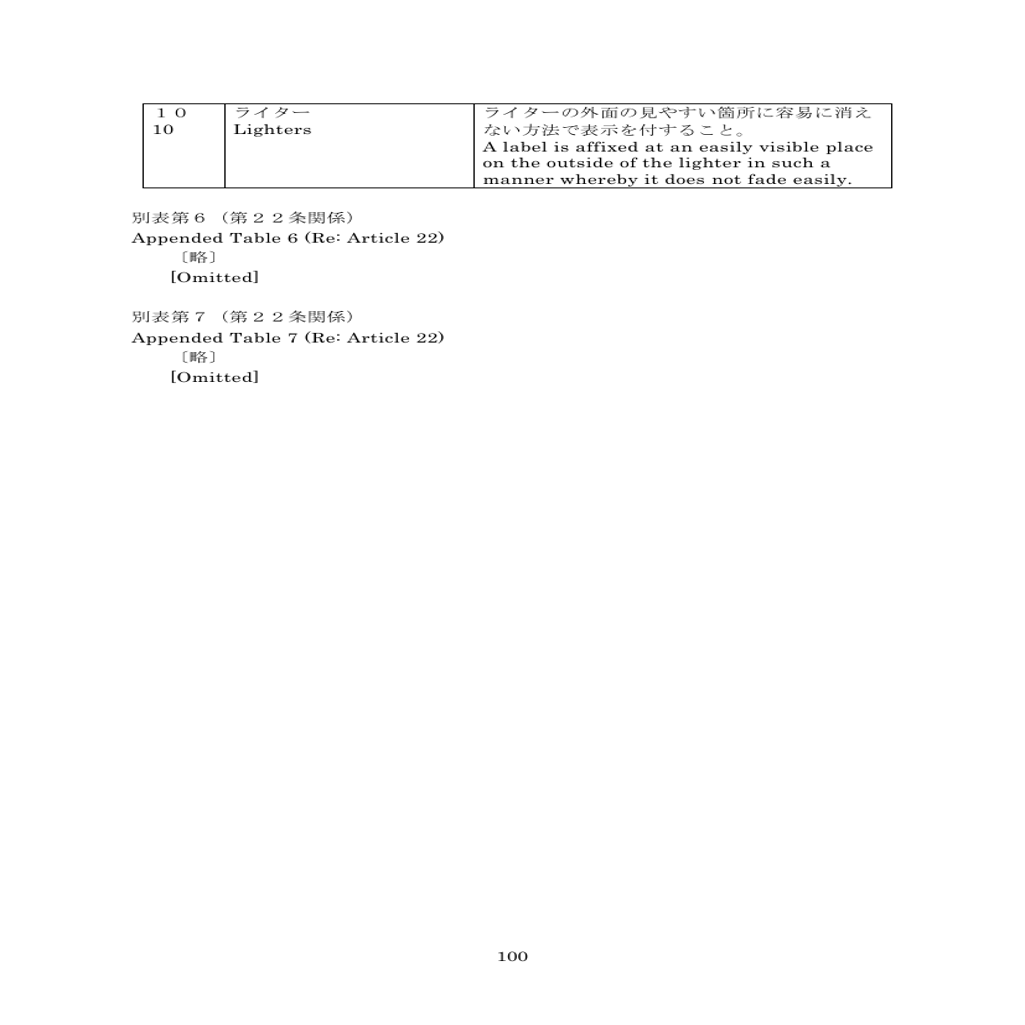 １０
10
ライター
Lighters
ライターの外面の見やすい箇所に容易に消え
ない方法で表示を付すること。
A label is affixed at an easily visible place
on the outside of the lighter in such a
manner whereby it does not fade easily.
別表第６（第２２条関係）
Appended Table 6 (Re: Article 22)
〔略〕
[Omitted]
別表第７（第２２条関係）
Appended Table 7 (Re: Article 22)
〔略〕
[Omitted]
100